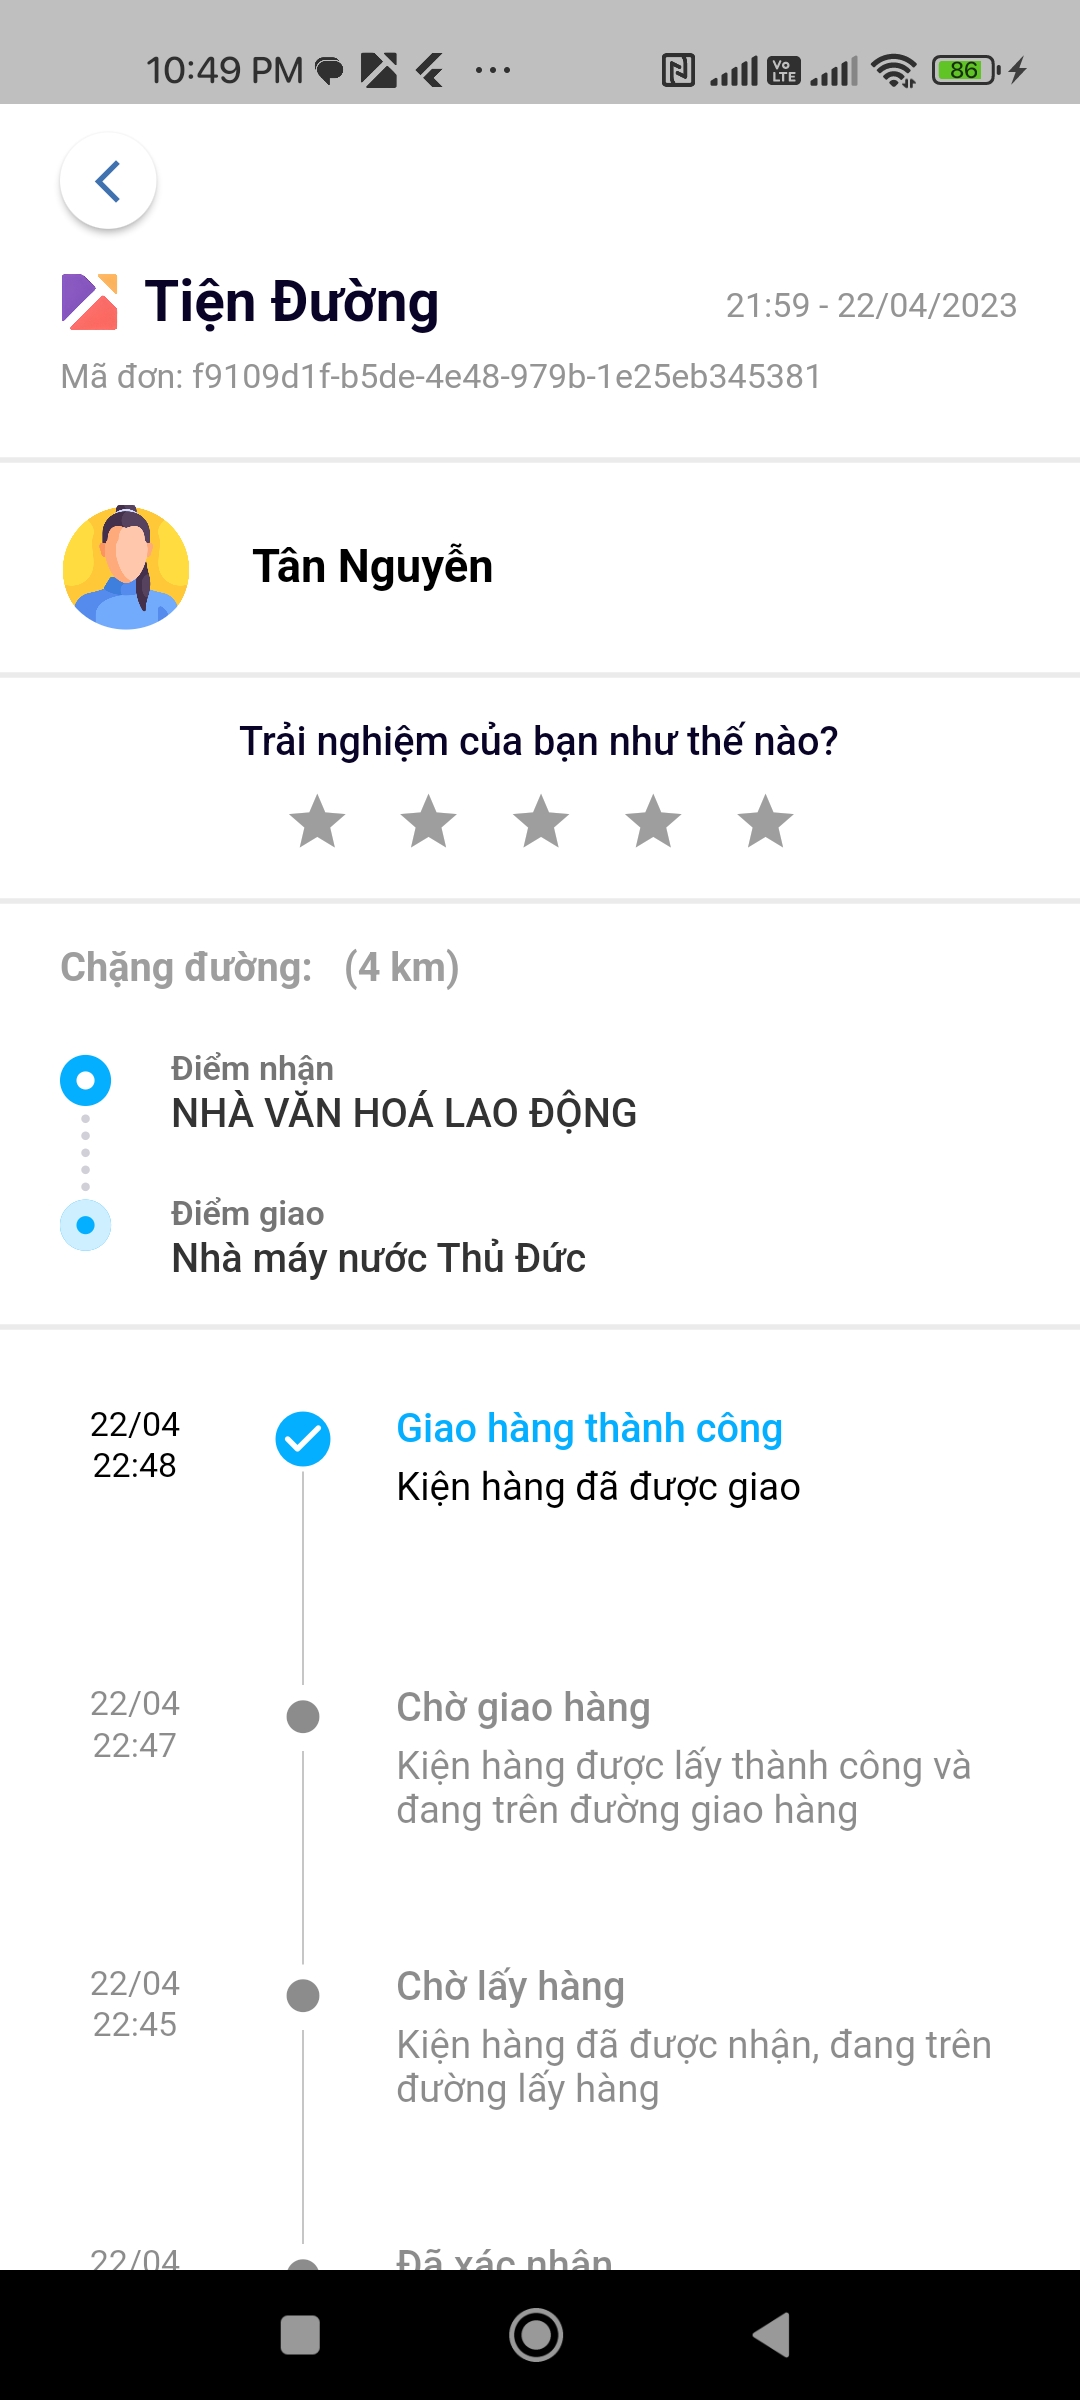 10:49 PM
Vo LTE
86
Tiện Đường
21:59 - 22/04/2023
Mã đơn: f9109d1f-b5de-4e48-979b-1e25eb345381
Tân Nguyễn
Trải nghiệm của bạn như thế nào?
Chặng đường: (4 km)
Điểm nhận
NHÀ VĂN HOÁ LAO ĐỘNG
Điểm giao
Nhà máy nước Thủ Đức
22/04
22:48
Giao hàng thành công
Kiện hàng đã được giao
22/04
22:47
Chờ giao hàng
Kiện hàng được lấy thành công và
đang trên đường giao hàng
22/04
22:45
Chờ lấy hàng
Kiện hàng đã được nhận, đang trên
đường lấy hàng
22/04
Đã xác nhận